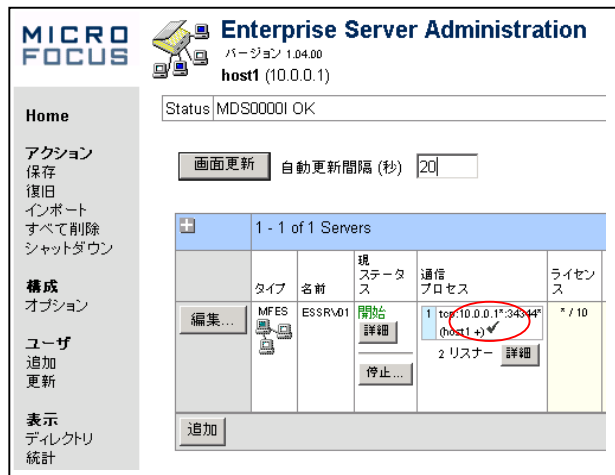 MICRO
FOCUS
Enterprise Server Administration
バージョン 1.04.00
host1 (10.0.0.1)
Home
アクション
保存
復旧
インポート
すべて削除
シャットダウン
構成
オプション
ユーザ
追加
更新
表示
ディレクトリ
統計
Status MDS0000I OK
画面更新 自動更新間隔 (秒) 20
1 - 1 of 1 Servers
タイプ 名前 現ステータス 通信プロセス ライセンス
編集... MFES ESSRV01 開始 1 tcp:10.0.0.1*:34344* * / 10
(host1 +)
詳細 2 リスナー 詳細
停止...
追加